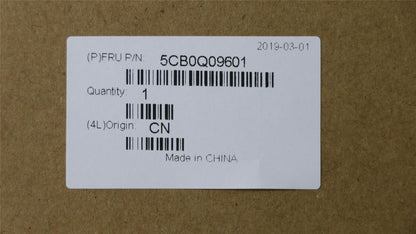 2019-03-01
(P)FRU P/N: 5CB0Q09601
Quantity: 1
(4L)Origin: CN
Made in CHINA